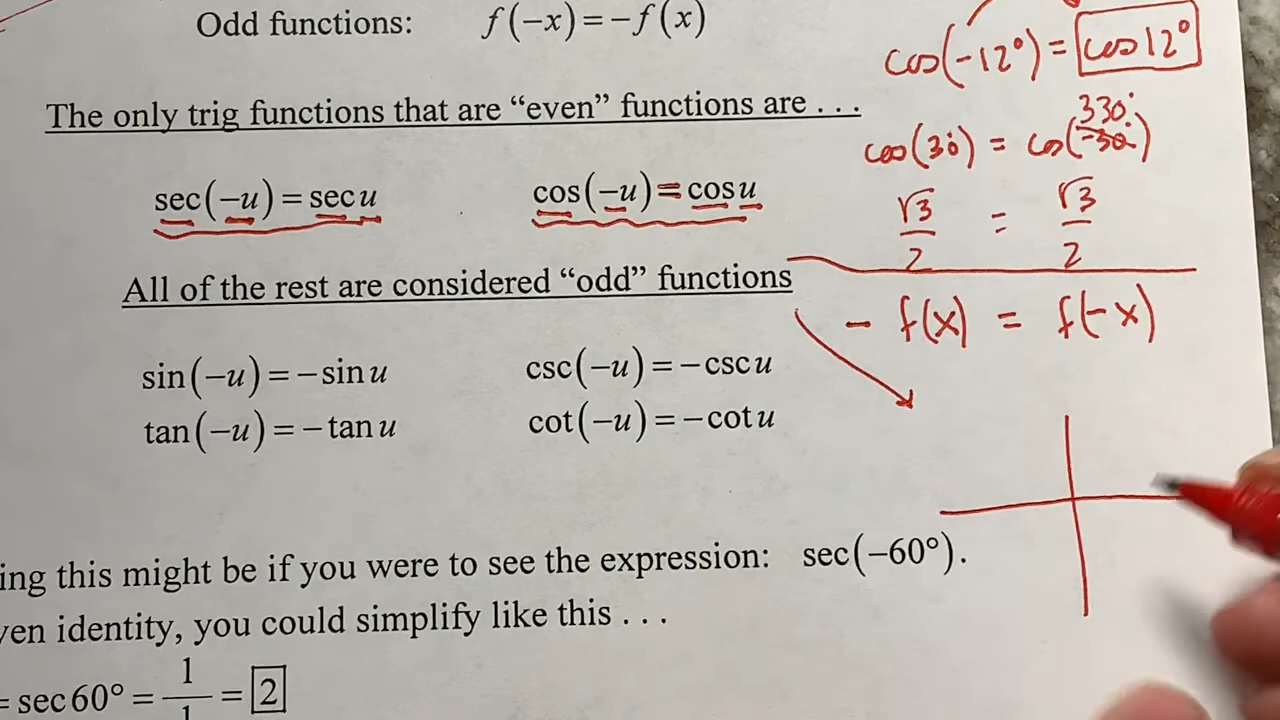 Odd functions: f(-x) = -f(x)
cos(-12°) = cos12°
The only trig functions that are “even” functions are . . .
330°
cos(30°) = cos(-30°)
sec(-u) = sec u cos(-u) = cos u
√3/2 = √3/2
All of the rest are considered “odd” functions
- f(x) = f(-x)
sin(-u) = -sin u csc(-u) = -csc u
tan(-u) = -tan u cot(-u) = -cot u
ing this might be if you were to see the expression: sec(-60°).
ven identity, you could simplify like this . . .
= sec 60° = 1/1 = 2